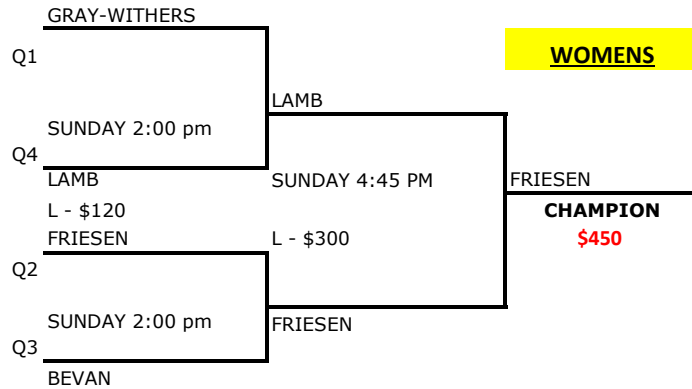 GRAY-WITHERS
Q1
WOMENS
LAMB
SUNDAY 2:00 pm
Q4
LAMB
SUNDAY 4:45 PM
FRIESEN
L - $120
CHAMPION
FRIESEN
L - $300
$450
Q2
SUNDAY 2:00 pm
FRIESEN
Q3
BEVAN